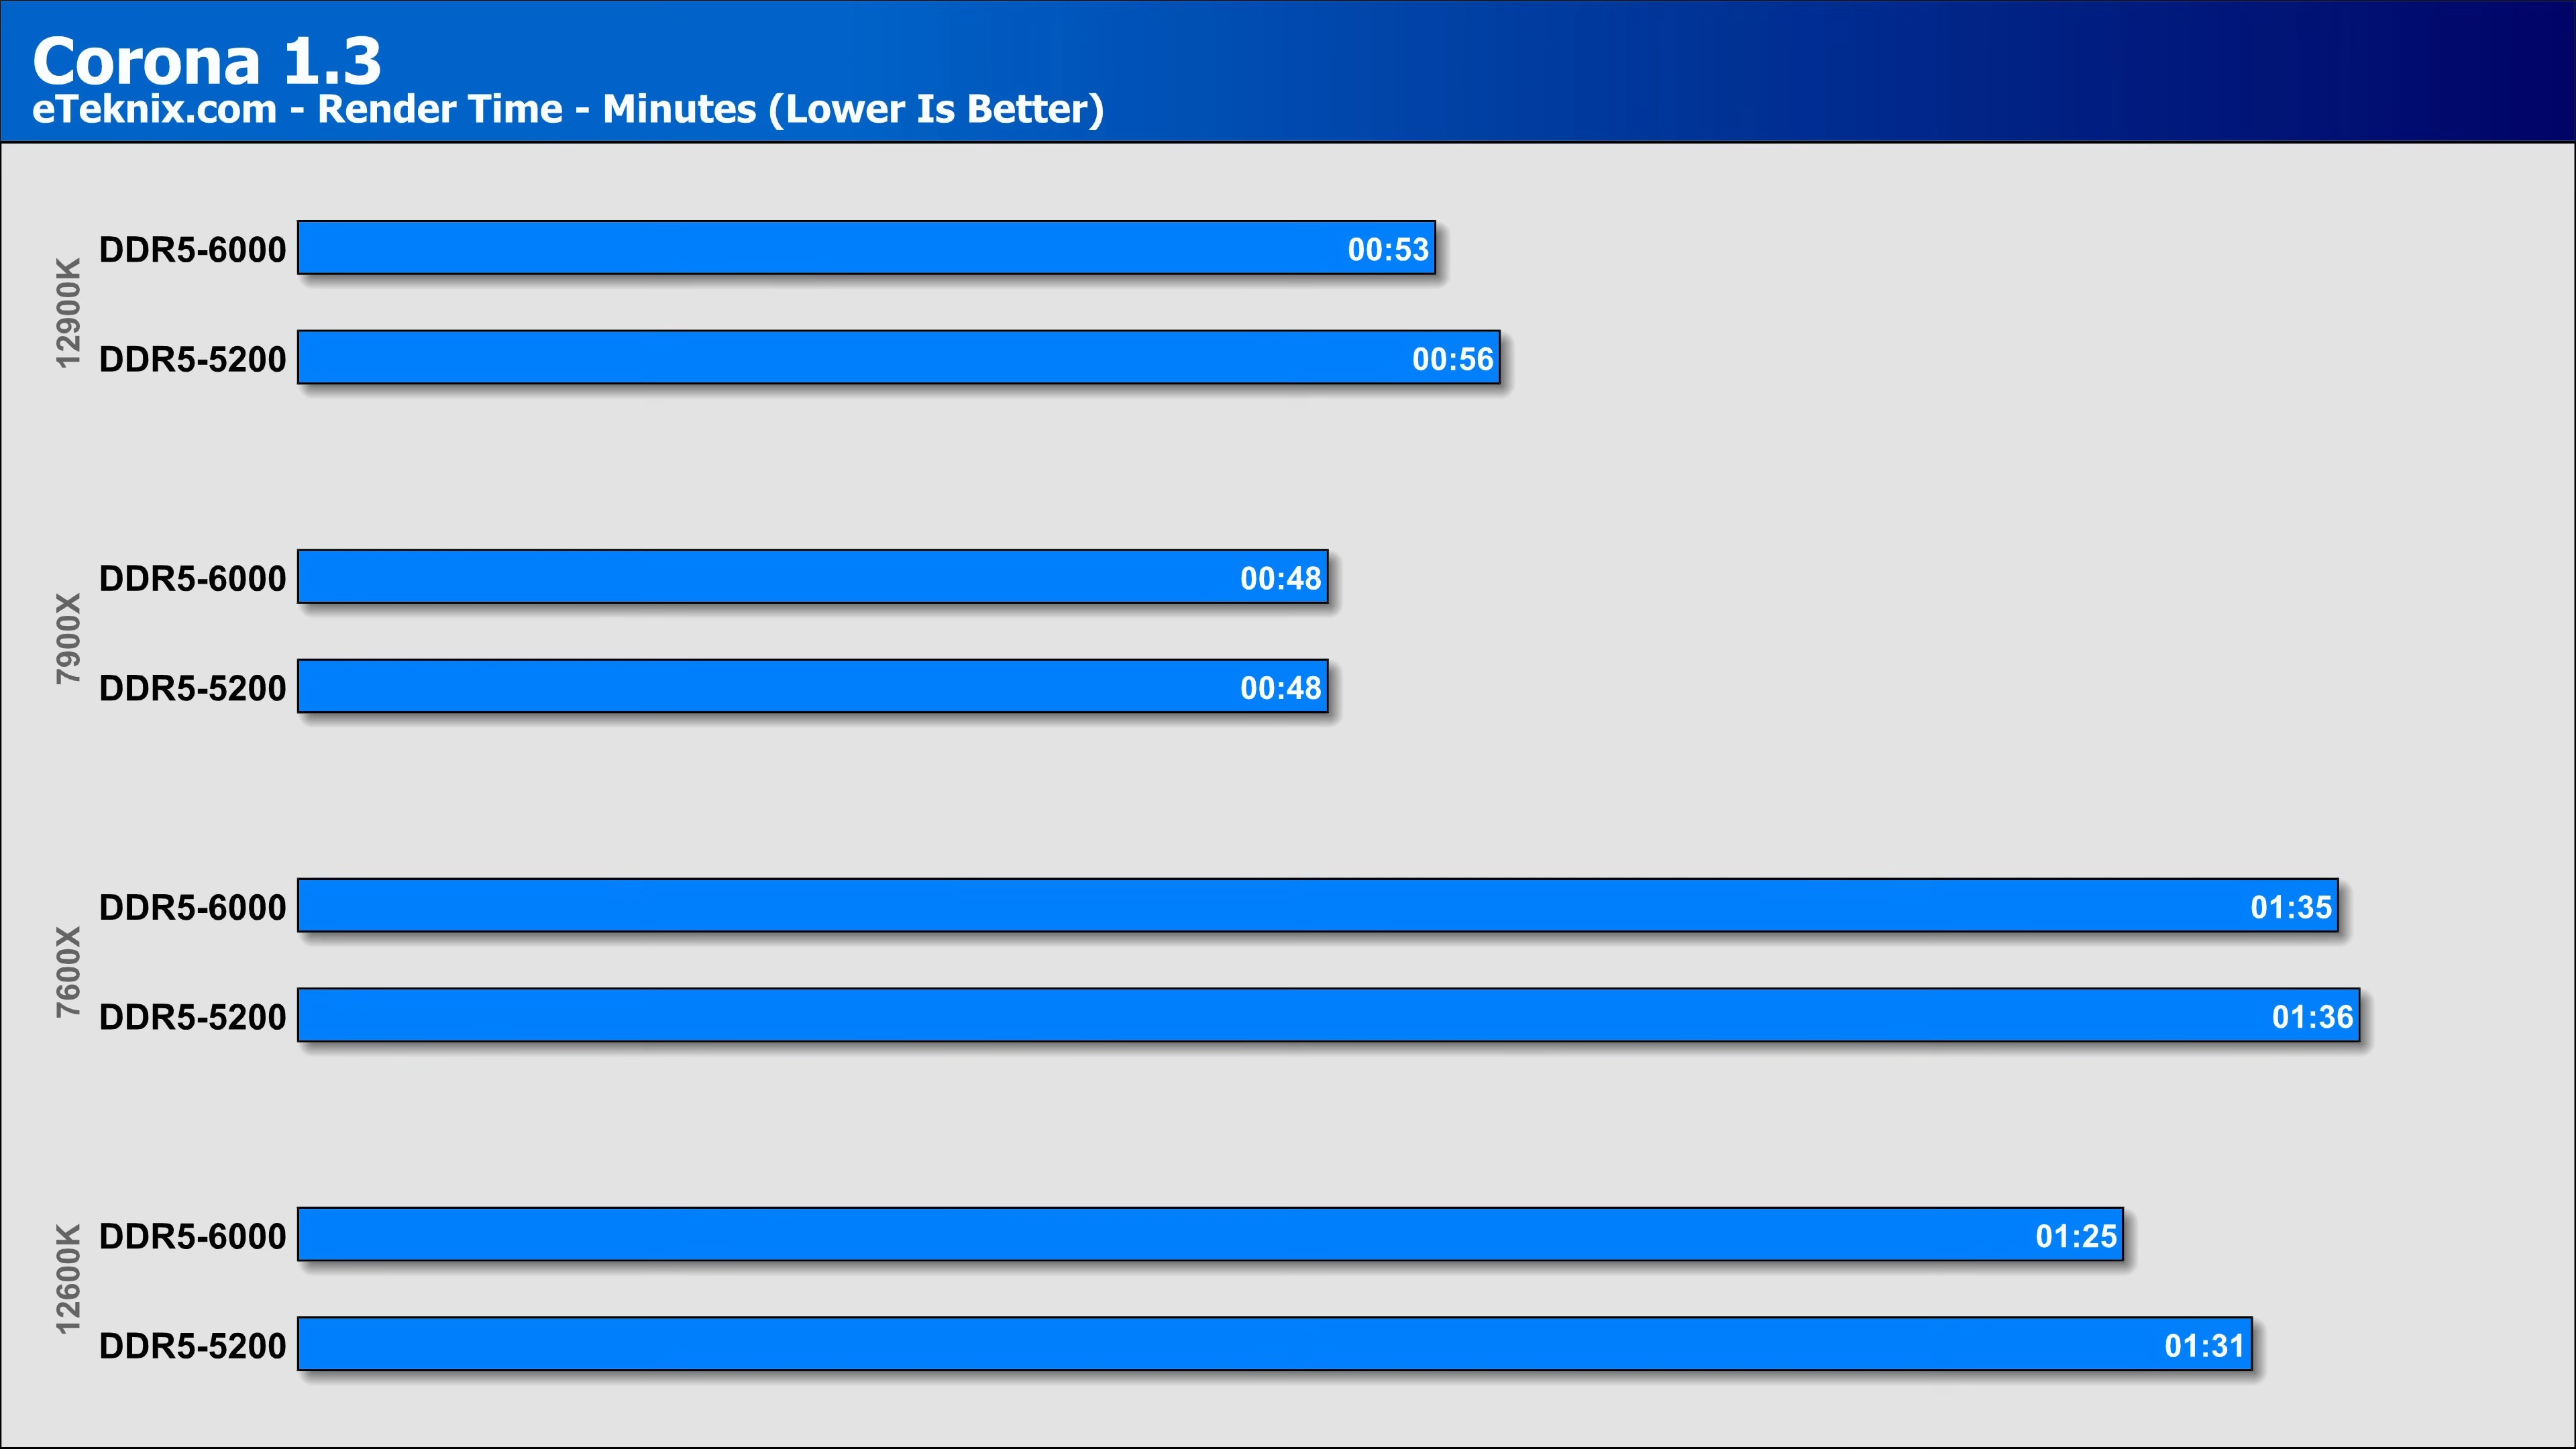 Corona 1.3
eTeknix.com - Render Time - Minutes (Lower Is Better)
12900K
DDR5-6000 00:53
DDR5-5200 00:56
7900X
DDR5-6000 00:48
DDR5-5200 00:48
7600X
DDR5-6000 01:35
DDR5-5200 01:36
12600K
DDR5-6000 01:25
DDR5-5200 01:31